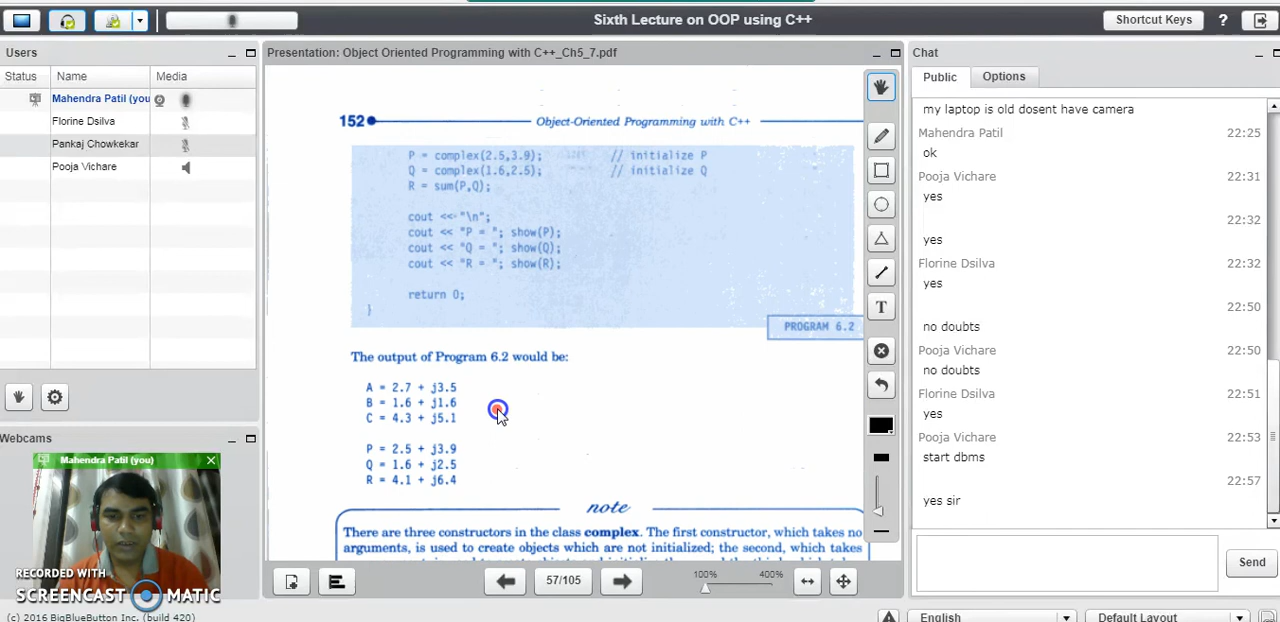 Sixth Lecture on OOP using C++
Shortcut Keys
?
Users
Status Name Media
Mahendra Patil (you)
Florine Dsilva
Pankaj Chowkekar
Pooja Vichare
Webcams
Mahendra Patil (you)
RECORDED WITH
SCREENCAST MATIC
(c) 2016 BigBlueButton Inc. (build 420)
Presentation: Object Oriented Programming with C++_Ch5_7.pdf
152 Object-Oriented Programming with C++
P = complex(2.5,3.9); // initialize P
Q = complex(1.6,2.5); // initialize Q
R = sum(P,Q);
cout << "\n";
cout << "P = "; show(P);
cout << "Q = "; show(Q);
cout << "R = "; show(R);
return 0;
}
PROGRAM 6.2
The output of Program 6.2 would be:
A = 2.7 + j3.5
B = 1.6 + j1.6
C = 4.3 + j5.1
P = 2.5 + j3.9
Q = 1.6 + j2.5
R = 4.1 + j6.4
note
There are three constructors in the class complex. The first constructor, which takes no
arguments, is used to create objects which are not initialized; the second, which takes
T
57/105
100% 400%
Chat
Public Options
my laptop is old dosent have camera
Mahendra Patil 22:25
ok
Pooja Vichare 22:31
yes
22:32
yes
Florine Dsilva 22:32
yes
22:50
no doubts
Pooja Vichare 22:50
no doubts
Florine Dsilva 22:51
yes
Pooja Vichare 22:53
start dbms
22:57
yes sir
Send
English
Default Layout